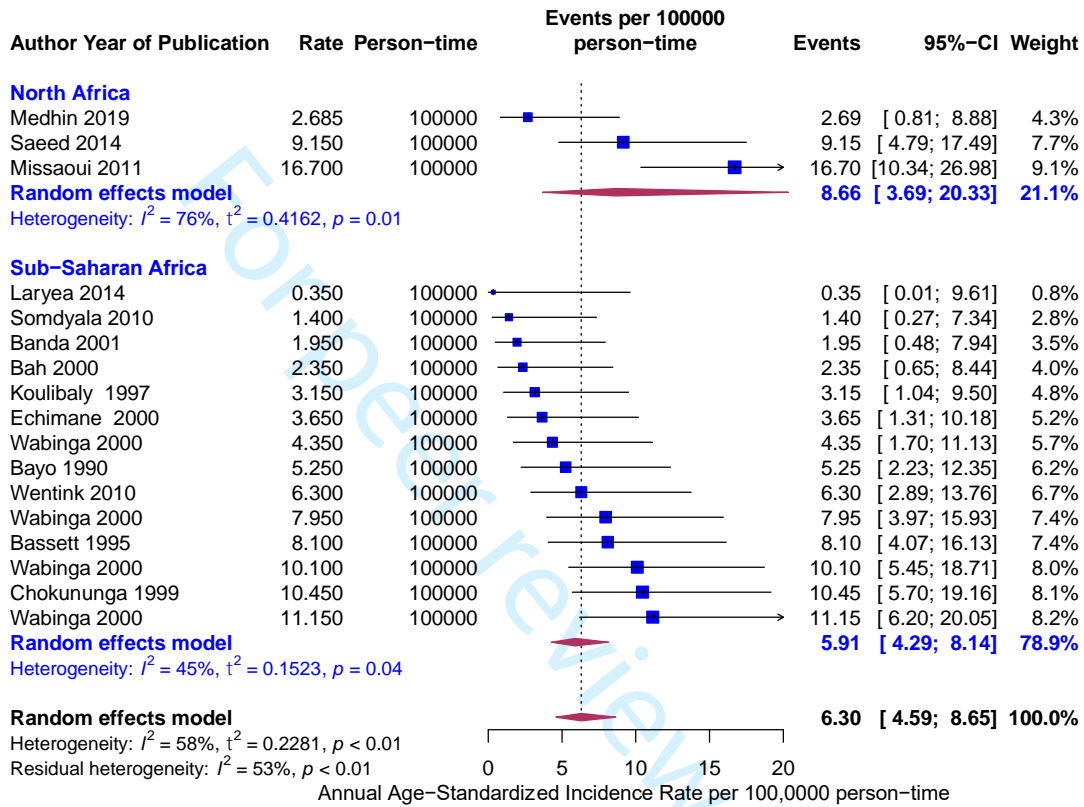 Events per 100000
Author Year of Publication Rate Person−time person−time Events 95%−CI Weight
North Africa
Medhin 2019 2.685 100000 2.69 [ 0.81; 8.88] 4.3%
Saeed 2014 9.150 100000 9.15 [ 4.79; 17.49] 7.7%
Missaoui 2011 16.700 100000 16.70 [10.34; 26.98] 9.1%
Random effects model 8.66 [ 3.69; 20.33] 21.1%
Heterogeneity: I² = 76%, τ² = 0.4162, p = 0.01
Sub−Saharan Africa
Laryea 2014 0.350 100000 0.35 [ 0.01; 9.61] 0.8%
Somdyala 2010 1.400 100000 1.40 [ 0.27; 7.34] 2.8%
Banda 2001 1.950 100000 1.95 [ 0.48; 7.94] 3.5%
Bah 2000 2.350 100000 2.35 [ 0.65; 8.44] 4.0%
Koulibaly 1997 3.150 100000 3.15 [ 1.04; 9.50] 4.8%
Echimane 2000 3.650 100000 3.65 [ 1.31; 10.18] 5.2%
Wabinga 2000 4.350 100000 4.35 [ 1.70; 11.13] 5.7%
Bayo 1990 5.250 100000 5.25 [ 2.23; 12.35] 6.2%
Wentink 2010 6.300 100000 6.30 [ 2.89; 13.76] 6.7%
Wabinga 2000 7.950 100000 7.95 [ 3.97; 15.93] 7.4%
Bassett 1995 8.100 100000 8.10 [ 4.07; 16.13] 7.4%
Wabinga 2000 10.100 100000 10.10 [ 5.45; 18.71] 8.0%
Chokununga 1999 10.450 100000 10.45 [ 5.70; 19.16] 8.1%
Wabinga 2000 11.150 100000 11.15 [ 6.20; 20.05] 8.2%
Random effects model 5.91 [ 4.29; 8.14] 78.9%
Heterogeneity: I² = 45%, τ² = 0.1523, p = 0.04
Random effects model 6.30 [ 4.59; 8.65] 100.0%
Heterogeneity: I² = 58%, τ² = 0.2281, p < 0.01
Residual heterogeneity: I² = 53%, p < 0.01
0 5 10 15 20
Annual Age−Standardized Incidence Rate per 100,0000 person−time
For peer review